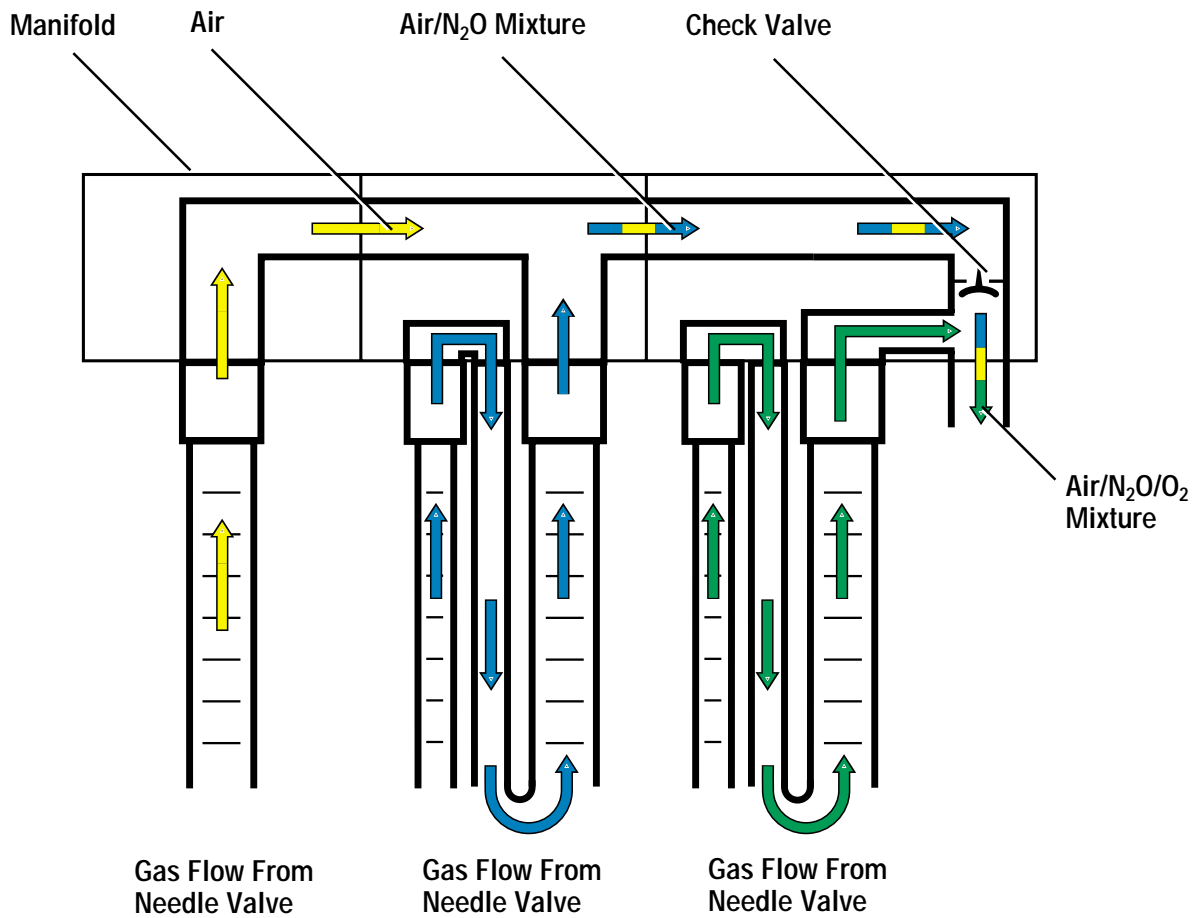 Manifold
Air
Air/N₂O Mixture
Check Valve
Air/N₂O/O₂
Mixture
Gas Flow From
Needle Valve
Gas Flow From
Needle Valve
Gas Flow From
Needle Valve